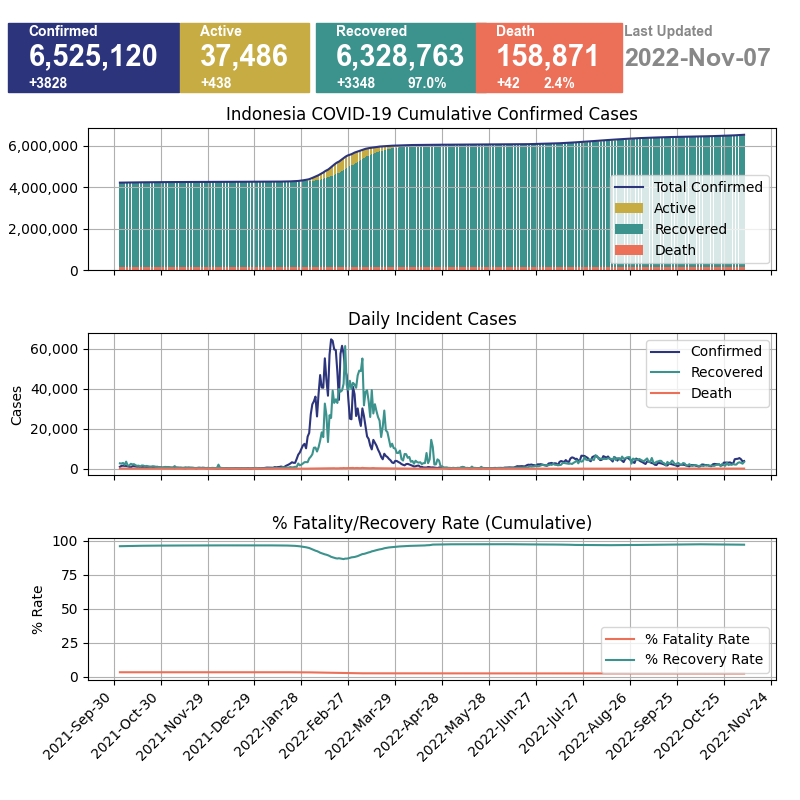 Confirmed
6,525,120
+3828
Active
37,486
+438
Recovered
6,328,763
+3348 97.0%
Death
158,871
+42 2.4%
Last Updated
2022-Nov-07
Indonesia COVID-19 Cumulative Confirmed Cases
6,000,000
4,000,000
2,000,000
0
Total Confirmed
Active
Recovered
Death
Daily Incident Cases
Cases
60,000
40,000
20,000
0
Confirmed
Recovered
Death
% Fatality/Recovery Rate (Cumulative)
% Rate
100
75
50
25
0
% Fatality Rate
% Recovery Rate
2021-Sep-30
2021-Oct-30
2021-Nov-29
2021-Dec-29
2022-Jan-28
2022-Feb-27
2022-Mar-29
2022-Apr-28
2022-May-28
2022-Jun-27
2022-Jul-27
2022-Aug-26
2022-Sep-25
2022-Oct-25
2022-Nov-24